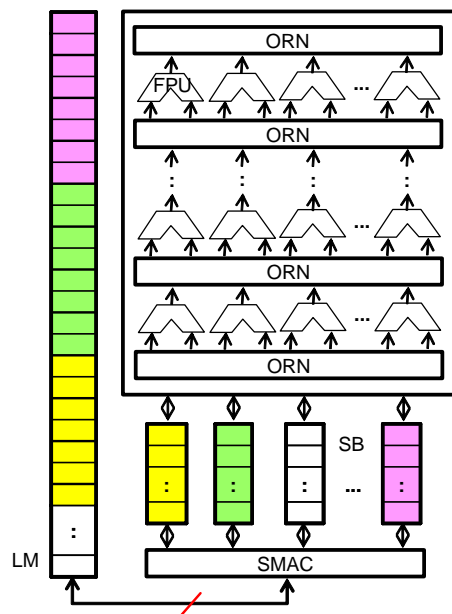 ORN
FPU
...
ORN
: : : :
...
ORN
...
ORN
SB
: : : ... :
:
LM
SMAC